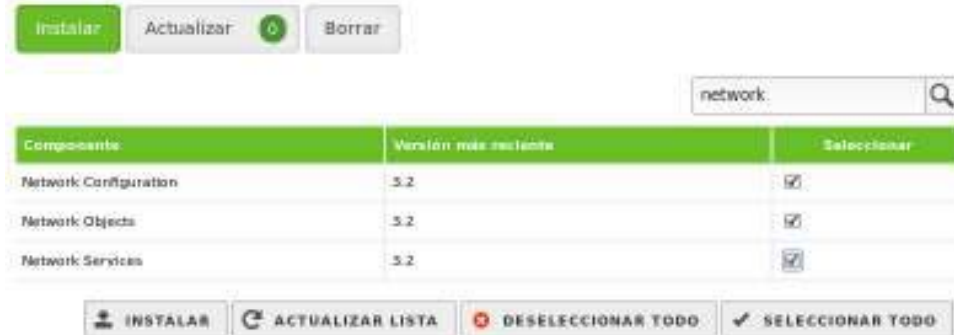 Instalar Actualizar 0 Borrar
network
Componente Versión más reciente Seleccionar
Network Configuration 3.2
Network Objects 3.2
Network Services 3.2
INSTALAR ACTUALIZAR LISTA DESELECCIONAR TODO SELECCIONAR TODO